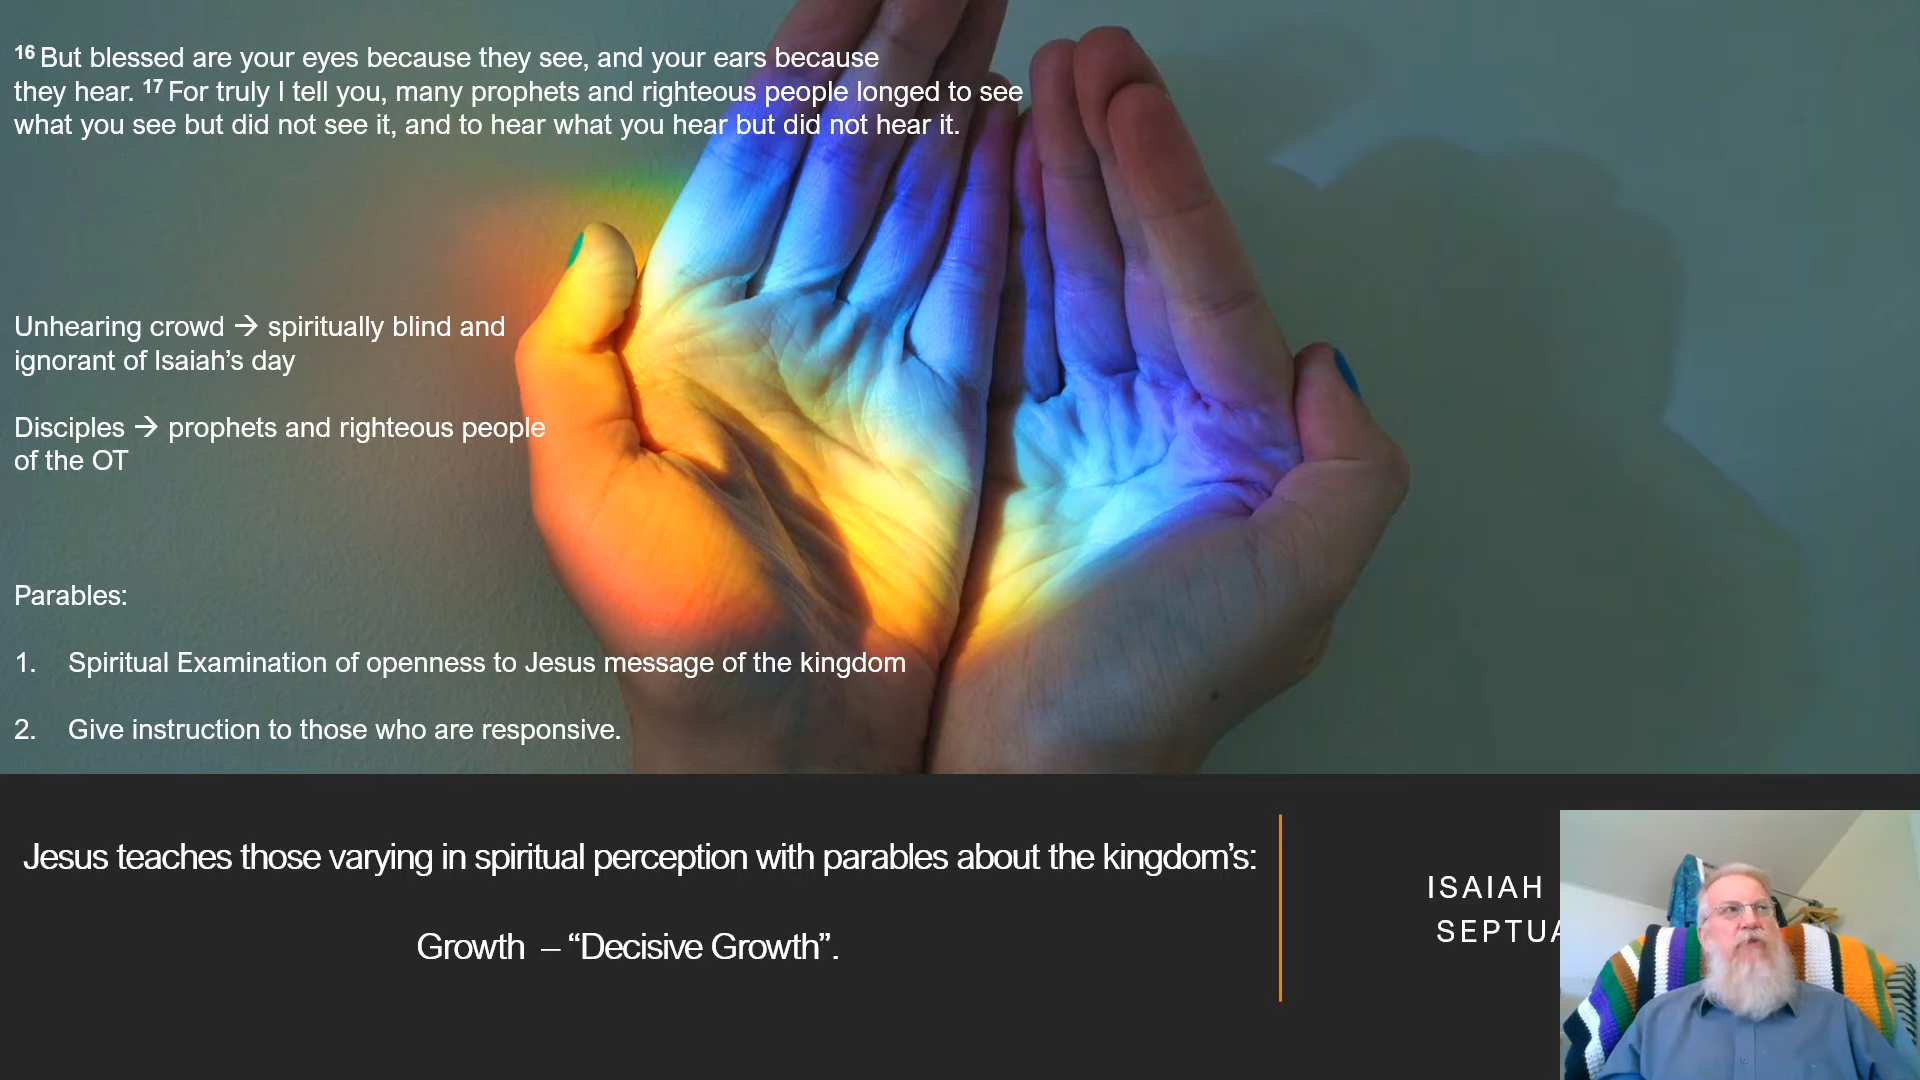 16 But blessed are your eyes because they see, and your ears because
they hear. 17 For truly I tell you, many prophets and righteous people longed to see
what you see but did not see it, and to hear what you hear but did not hear it.
Unhearing crowd → spiritually blind and
ignorant of Isaiah’s day
Disciples → prophets and righteous people
of the OT
Parables:
1. Spiritual Examination of openness to Jesus message of the kingdom
2. Give instruction to those who are responsive.
Jesus teaches those varying in spiritual perception with parables about the kingdom’s:
Growth – “Decisive Growth”.
ISAIAH